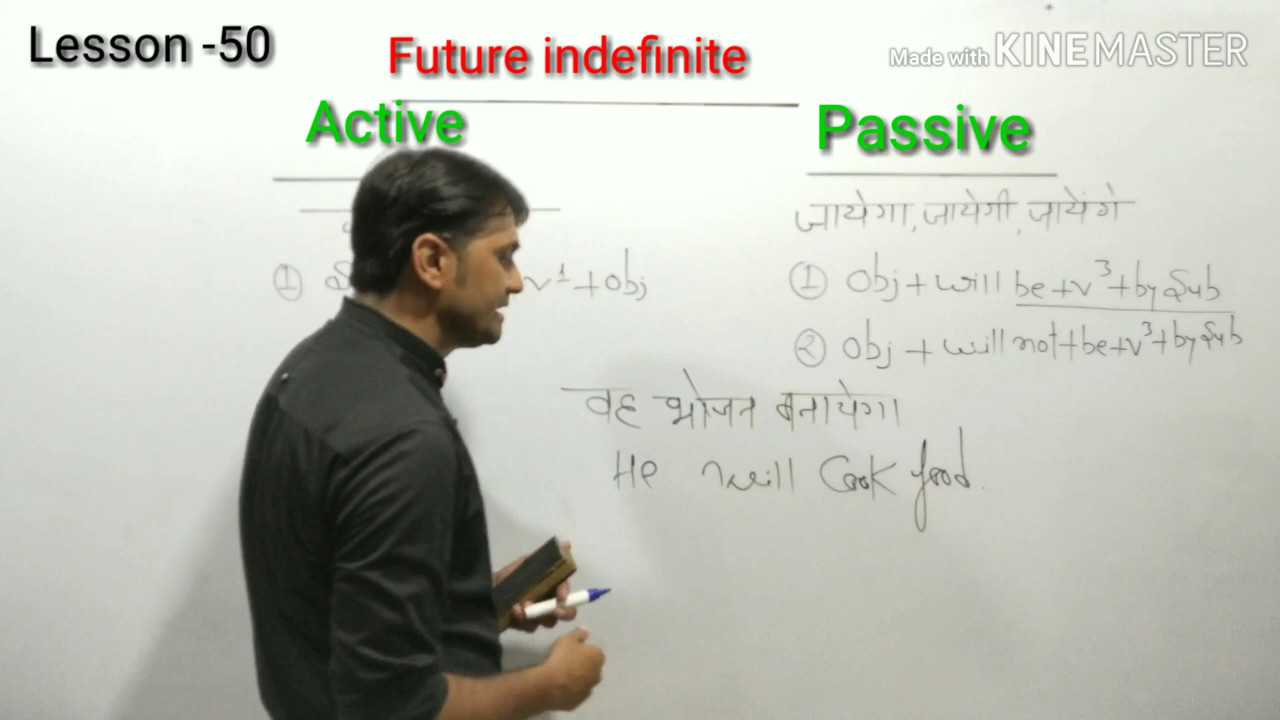 Lesson -50
Future indefinite
Made with KINEMASTER
Active
Passive
जायेगा, जायेगी, जायेंगे
① v¹ + obj
① Obj + will be + v³ + by Sub
② Obj + will not + be + v³ + by Sub
वह भोजन बनायेगा
He will Cook food.